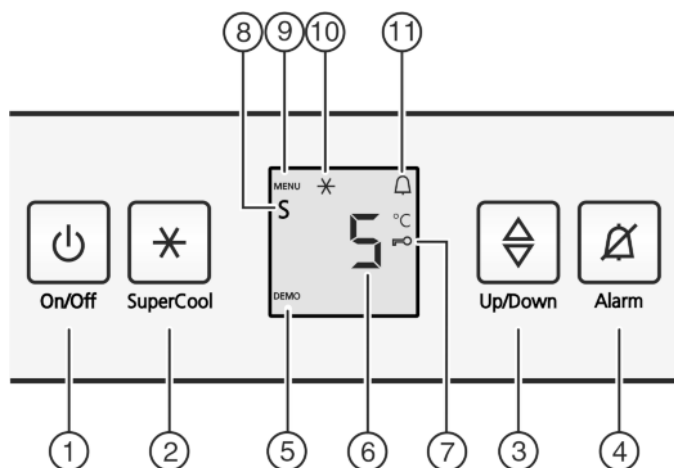 8 9 10 11
MENU
S
5 °C
DEMO
On/Off SuperCool Up/Down Alarm
1 2 5 6 7 3 4